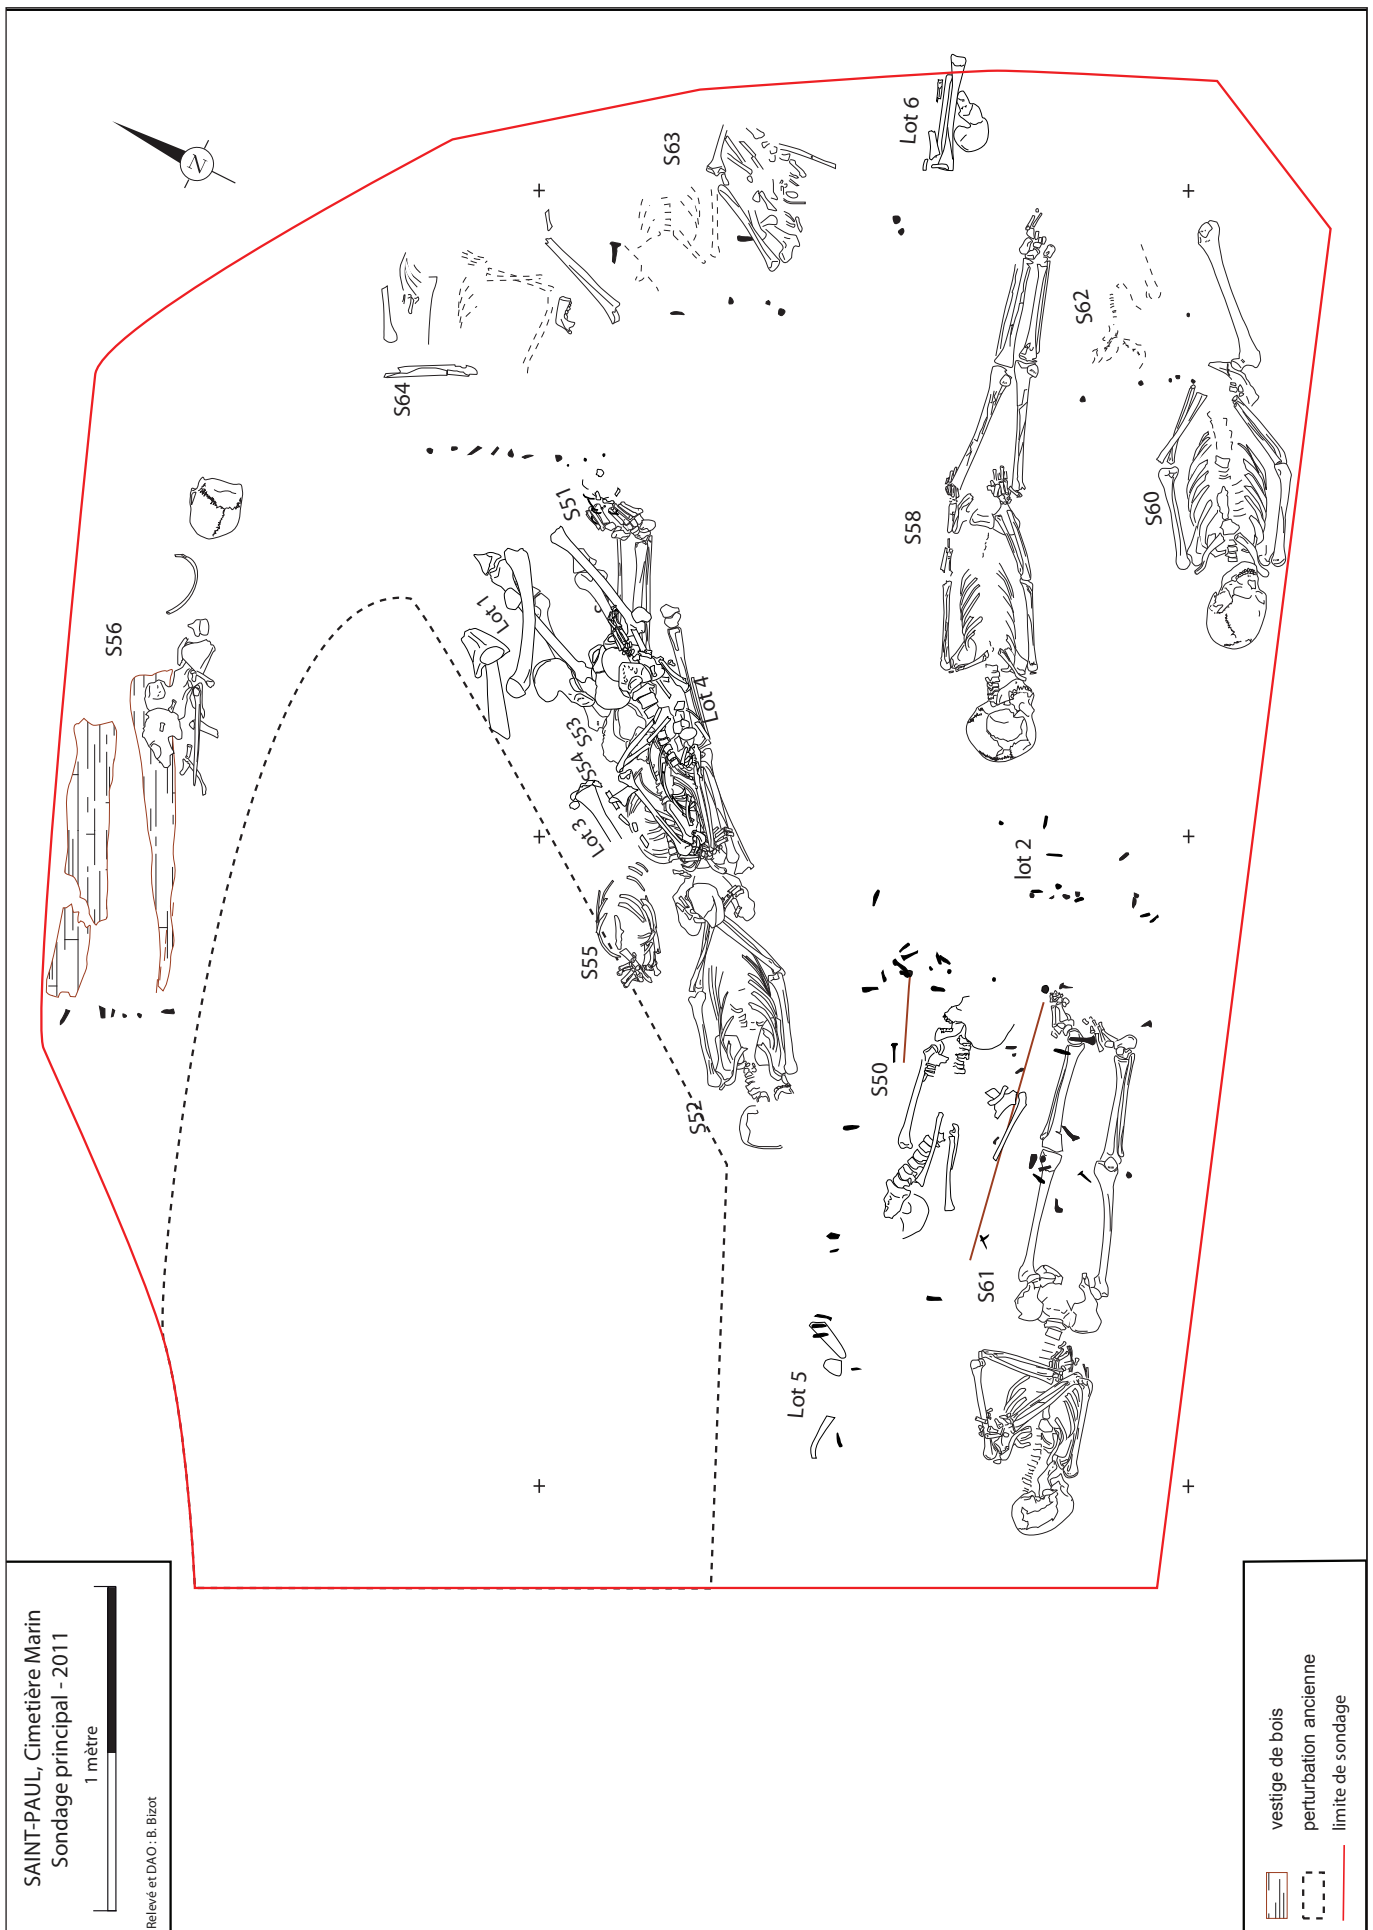 SAINT-PAUL, Cimetière Marin
Sondage principal - 2011
1 mètre
Relevé et DAO : B. Bizot
N
S56
S64
S63
Lot 6
S62
S51
Lot 1
S58
S60
Lot 4
S53
S54
Lot 3
lot 2
S55
S50
S52
S61
Lot 5
vestige de bois
perturbation ancienne
limite de sondage